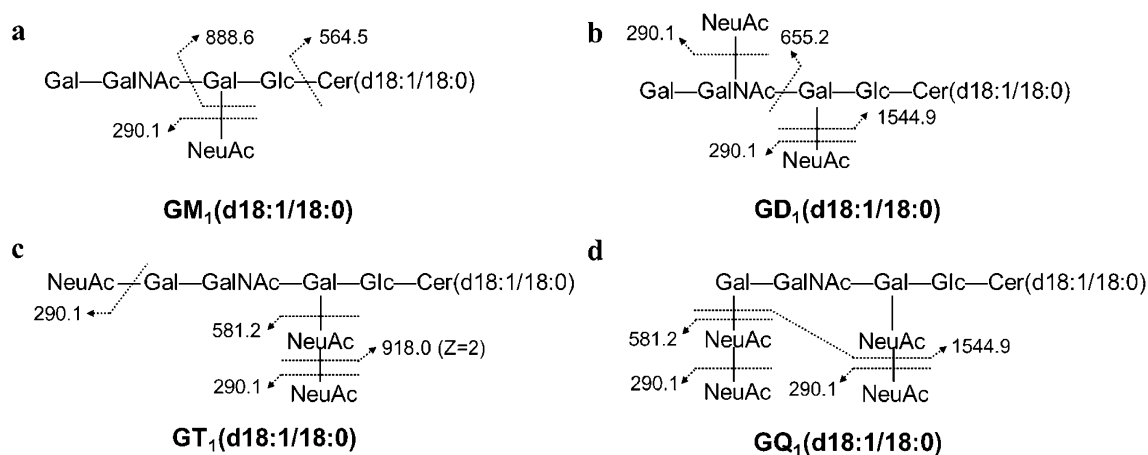 a
888.6
564.5
Gal—GalNAc—Gal—Glc—Cer(d18:1/18:0)
290.1
NeuAc
GM₁(d18:1/18:0)
b
NeuAc
290.1
655.2
Gal—GalNAc—Gal—Glc—Cer(d18:1/18:0)
1544.9
290.1
NeuAc
GD₁(d18:1/18:0)
c
NeuAc—Gal—GalNAc—Gal—Glc—Cer(d18:1/18:0)
290.1
581.2
NeuAc
918.0 (Z=2)
290.1
NeuAc
GT₁(d18:1/18:0)
d
Gal—GalNAc—Gal—Glc—Cer(d18:1/18:0)
581.2
NeuAc
NeuAc
1544.9
290.1
290.1
NeuAc
NeuAc
GQ₁(d18:1/18:0)